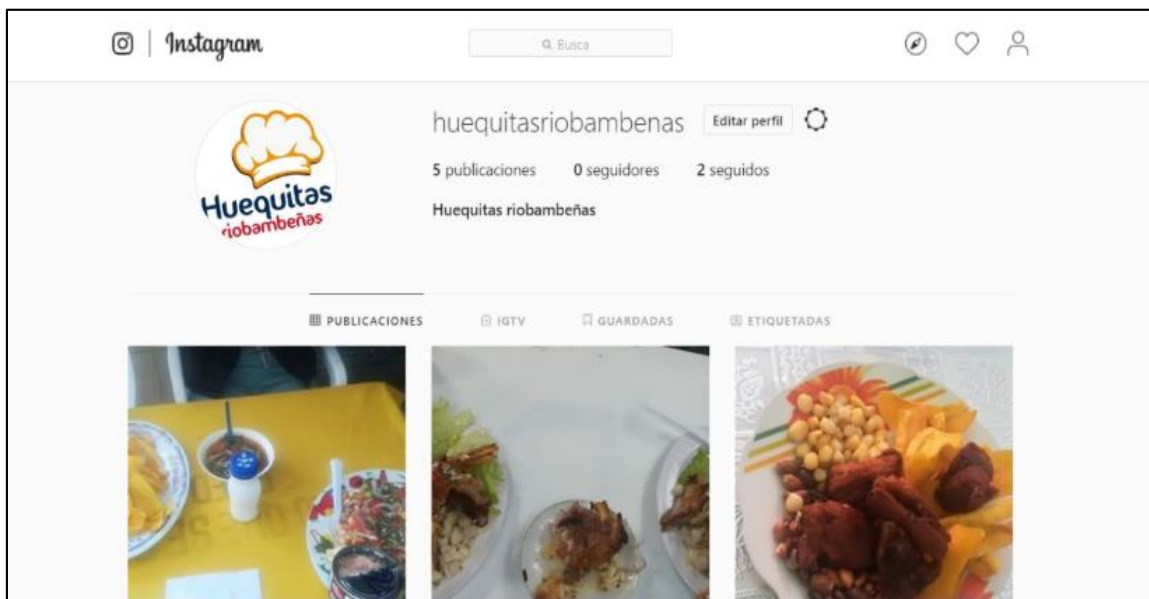 Instagram
Busca
huequitasriobambenas Editar perfil
5 publicaciones 0 seguidores 2 seguidos
Huequitas riobambeñas
Huequitas
riobambeñas
PUBLICACIONES IGTV GUARDADAS ETIQUETADAS